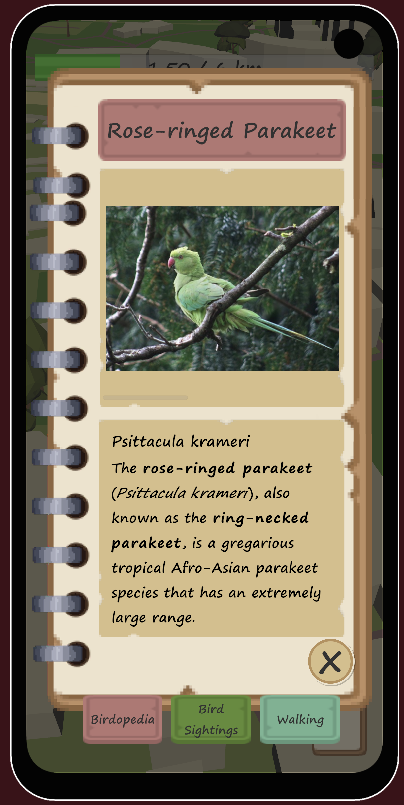 Rose-ringed Parakeet
Psittacula krameri
The rose-ringed parakeet
(Psittacula krameri), also
known as the ring-necked
parakeet, is a gregarious
tropical Afro-Asian parakeet
species that has an extremely
large range.
Birdopedia
Bird
Sightings
Walking